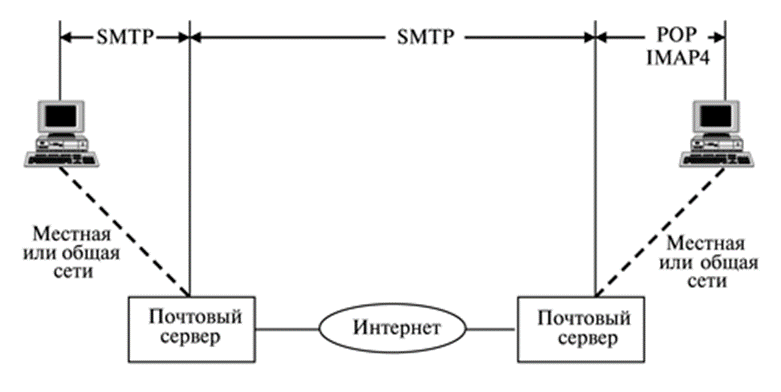 SMTP
SMTP
POP
IMAP4
Местная
или общая
сети
Местная
или общая
сети
Почтовый
сервер
Интернет
Почтовый
сервер